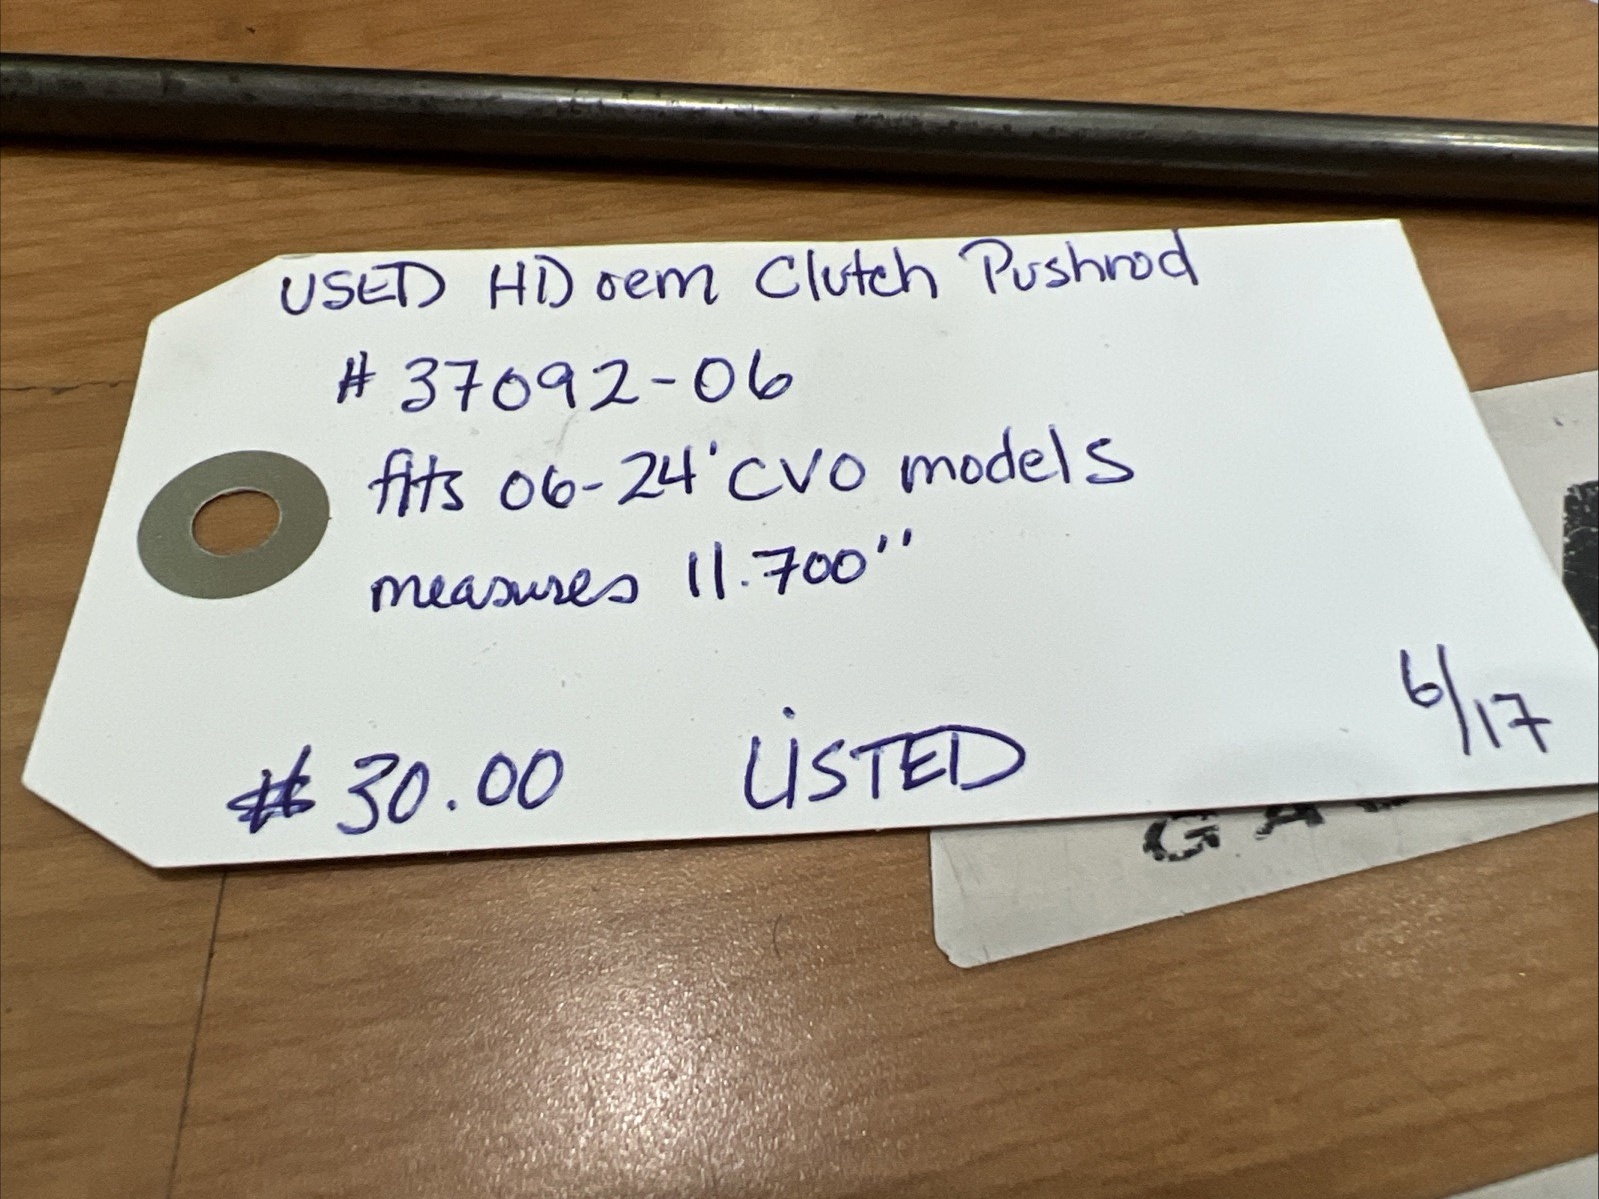 USED HD oem Clutch Pushrod
# 37092-06
fits 06-24' CVO models
measures 11.700''
6/17
$ 30.00 LISTED